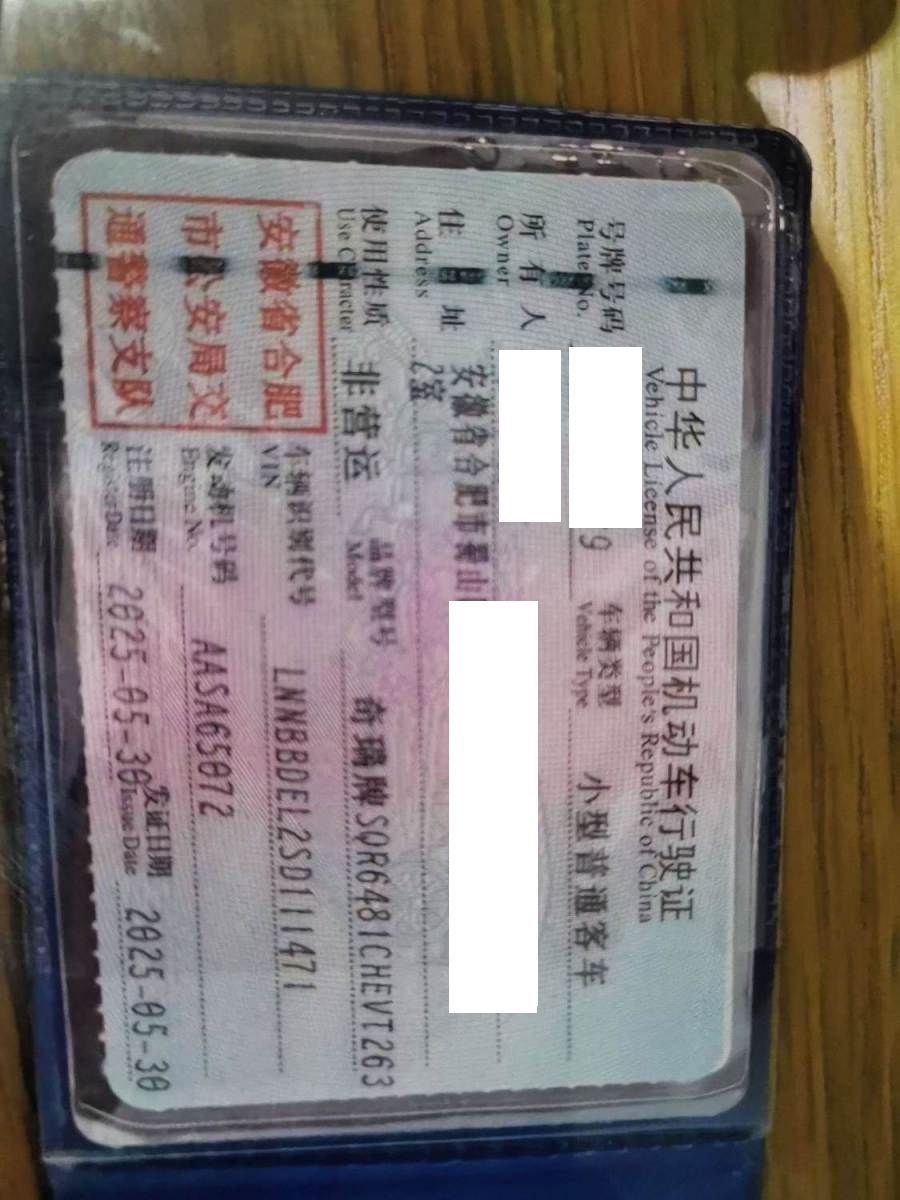 中华人民共和国机动车行驶证
Vehicle License of the People's Republic of China
号牌号码 9 车辆类型 小型普通客车
Plate No. Vehicle Type
所有人
Owner
住址 安徽省合肥市蜀山
Address 2室
使用性质 非营运 品牌型号 奇瑞牌SQR6481CHEVT263
Use Character Model
安徽省合肥
市公安局交
通警察支队
车辆识别代号 LNNBBDEL2SD111471
VIN
发动机号码 AASA65072
Engine No.
注册日期 2025-05-30 发证日期 2025-05-30
Register Date Issue Date